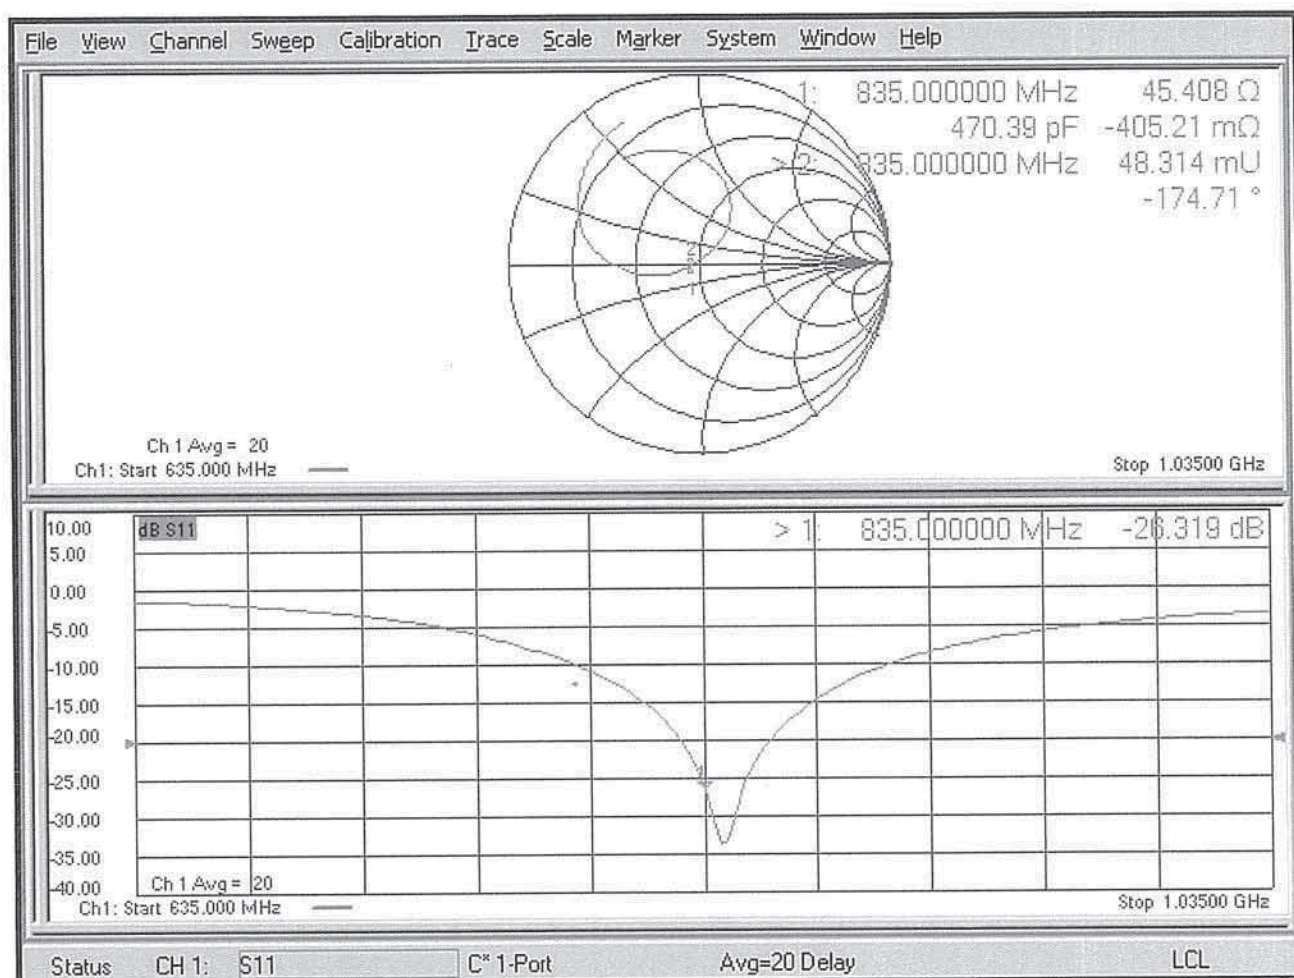 File View Channel Sweep Calibration Trace Scale Marker System Window Help
1: 835.000000 MHz 45.408 Ω
470.39 pF -405.21 mΩ
> 2: 835.000000 MHz 48.314 mU
-174.71 °
2
1
Ch 1 Avg = 20
Ch1: Start 635.000 MHz
Stop 1.03500 GHz
10.00
dB S11
> 1: 835.000000 MHz -26.319 dB
5.00
0.00
-5.00
-10.00
-15.00
-20.00
-25.00
1
-30.00
-35.00
-40.00
Ch 1 Avg = 20
Ch1: Start 635.000 MHz
Stop 1.03500 GHz
Status CH 1: S11 C* 1-Port Avg=20 Delay LCL